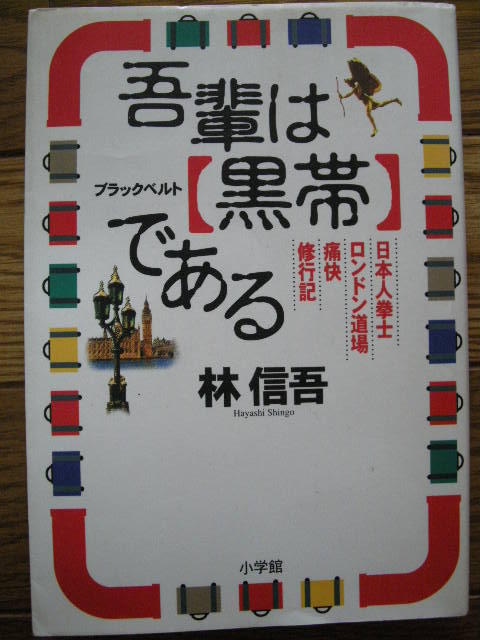 吾輩は
【黒帯】
ブラックベルト
である
日本人拳士
ロンドン道場
痛快
修行記
林 信吾
Hayashi Shingo
小学館